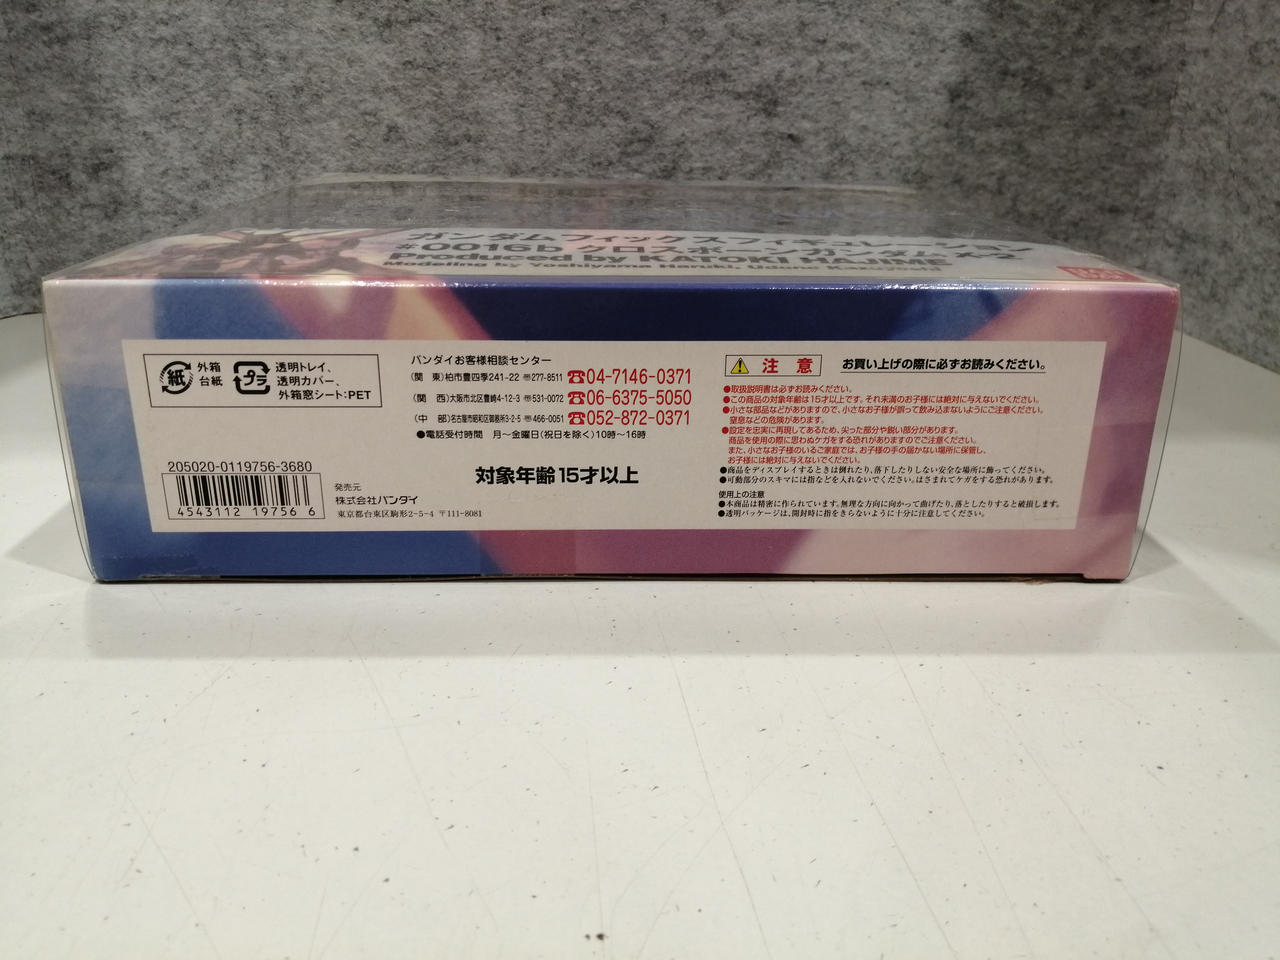 ガンダムフィックスフィギュレーション
#0016b クロスボーンガンダム X-2
Produced by KATOKI HAJIME
Modeling by Yoshiyama Haruki, Udono Kazuyoshi
紙
外箱
台紙
プラ
透明トレイ、
透明カバー、
外箱窓シート:PET
205020-0119756-3680
4543112 197566
バンダイお客様相談センター
(関 東)柏市豊四季241-22 〒277-8511 ☎04-7146-0371
(関 西)大阪市北区豊崎4-12-3 〒531-0072 ☎06-6375-5050
(中 部)名古屋市昭和区御器所3-2-5 〒466-0051 ☎052-872-0371
●電話受付時間 月〜金曜日(祝日を除く)10時〜16時
対象年齢15才以上
発売元
株式会社バンダイ
東京都台東区駒形2-5-4 〒111-8081
注 意
お買い上げの際に必ずお読みください。
●取扱説明書は必ずお読みください。
●この商品の対象年齢は15才以上です。それ未満のお子様には絶対に与えないでください。
●小さな部品などがありますので、小さなお子様が誤って飲み込まないようにご注意ください。
窒息などの危険があります。
●設定を忠実に再現してあるため、尖った部分や鋭い部分があります。
商品を使用の際に思わぬケガをする恐れがありますのでご注意ください。
また、小さなお子様のいるご家庭では、お子様の手の届かない場所に保管し、
お子様には絶対に与えないでください。
●商品をディスプレイするときは倒れたり、落下したりしない安全な場所に飾ってください。
●可動部分のスキマには指などを入れないでください。はさまれてケガをする恐れがあります。
使用上の注意
●本商品は精密に作られています。無理な方向に向かって曲げたり、落としたりすると破損します。
●透明パッケージは、開封時に指をきらないように十分に注意してください。